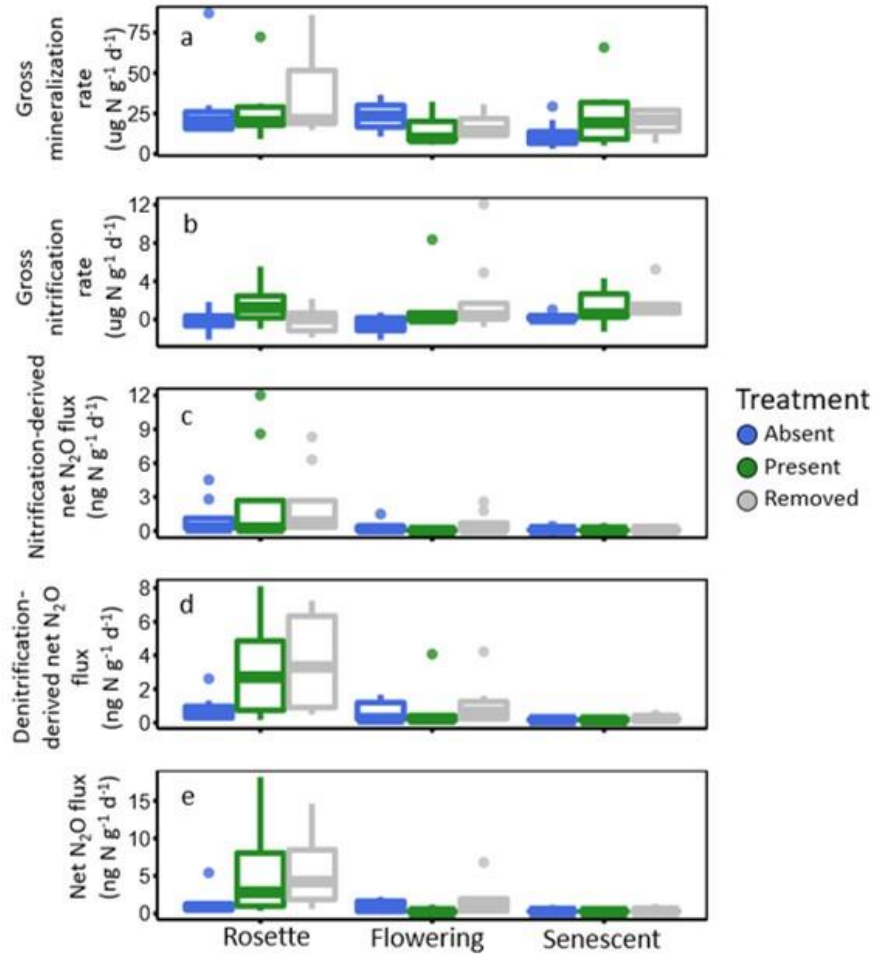 Gross
mineralization
rate
(ug N g⁻¹ d⁻¹)
a
75
50
25
0
Gross
nitrification
rate
(ug N g⁻¹ d⁻¹)
b
12
8
4
0
Nitrification-derived
net N₂O flux
(ng N g⁻¹ d⁻¹)
c
12
9
6
3
0
Treatment
Absent
Present
Removed
Denitrification-
derived net N₂O
flux
(ng N g⁻¹ d⁻¹)
d
8
6
4
2
0
Net N₂O flux
(ng N g⁻¹ d⁻¹)
e
15
10
5
0
Rosette Flowering Senescent